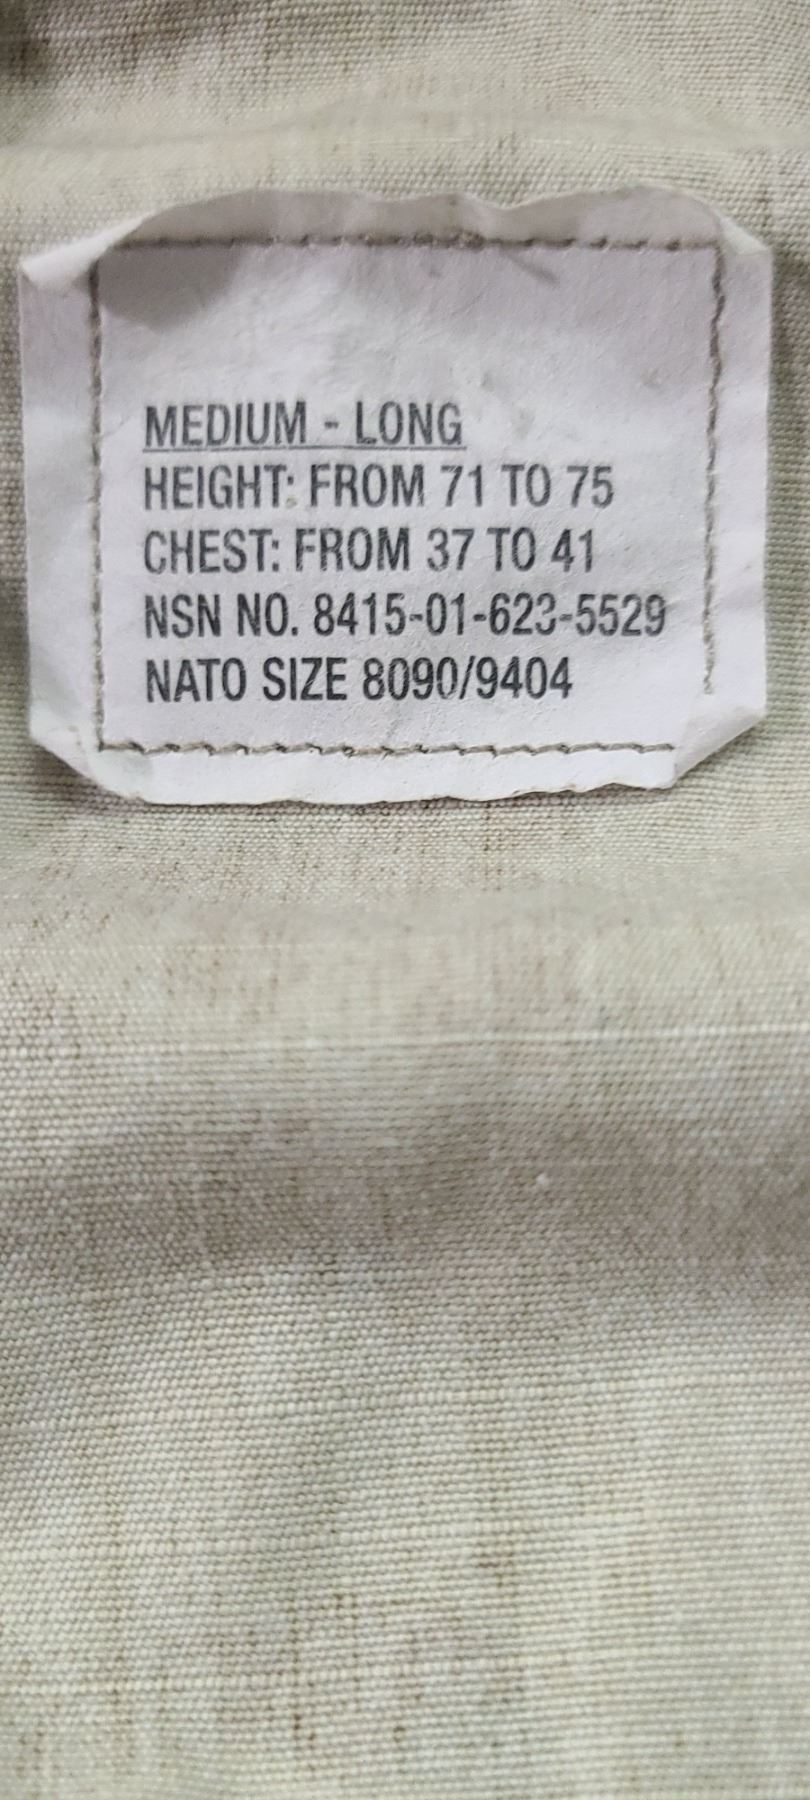 MEDIUM - LONG
HEIGHT: FROM 71 TO 75
CHEST: FROM 37 TO 41
NSN NO. 8415-01-623-5529
NATO SIZE 8090/9404